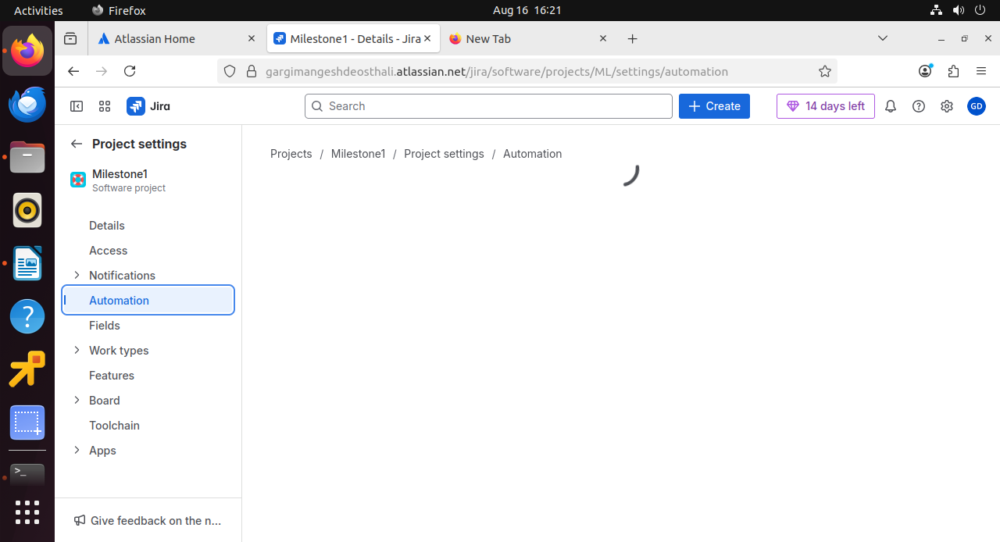 Activities
Firefox
Aug 16 16:21
Atlassian Home
Milestone1 - Details - Jira
New Tab
gargimangeshdeosthali.atlassian.net/jira/software/projects/ML/settings/automation
Jira
Search
Create
14 days left
GD
Project settings
Milestone1
Software project
Projects / Milestone1 / Project settings / Automation
Details
Access
Notifications
Automation
Fields
Work types
Features
Board
Toolchain
Apps
Give feedback on the n...